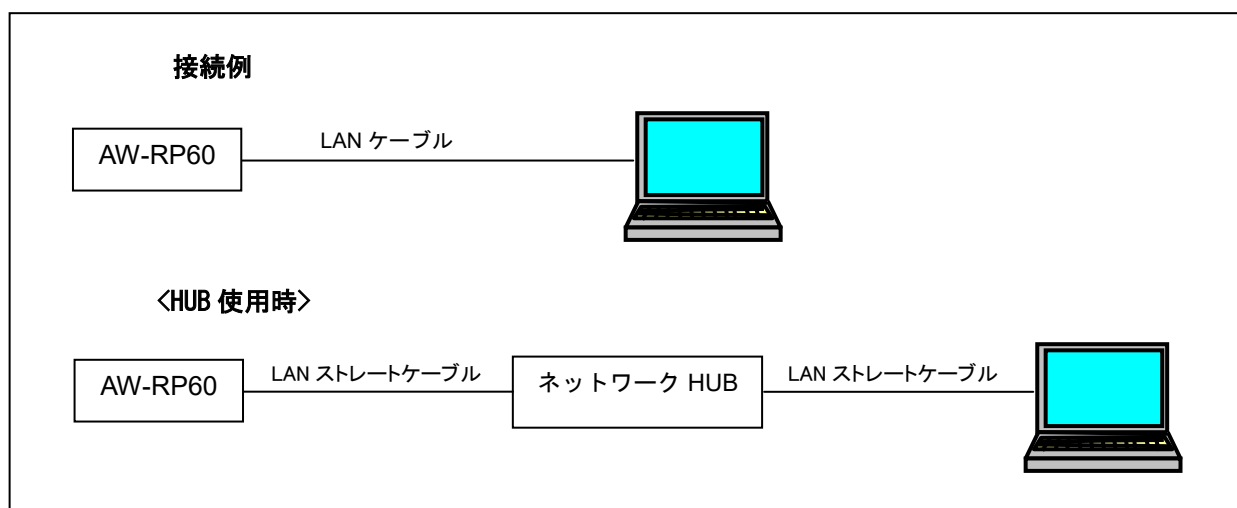 接続例
AW-RP60
LAN ケーブル
<HUB 使用時>
AW-RP60
LAN ストレートケーブル
ネットワーク HUB
LAN ストレートケーブル